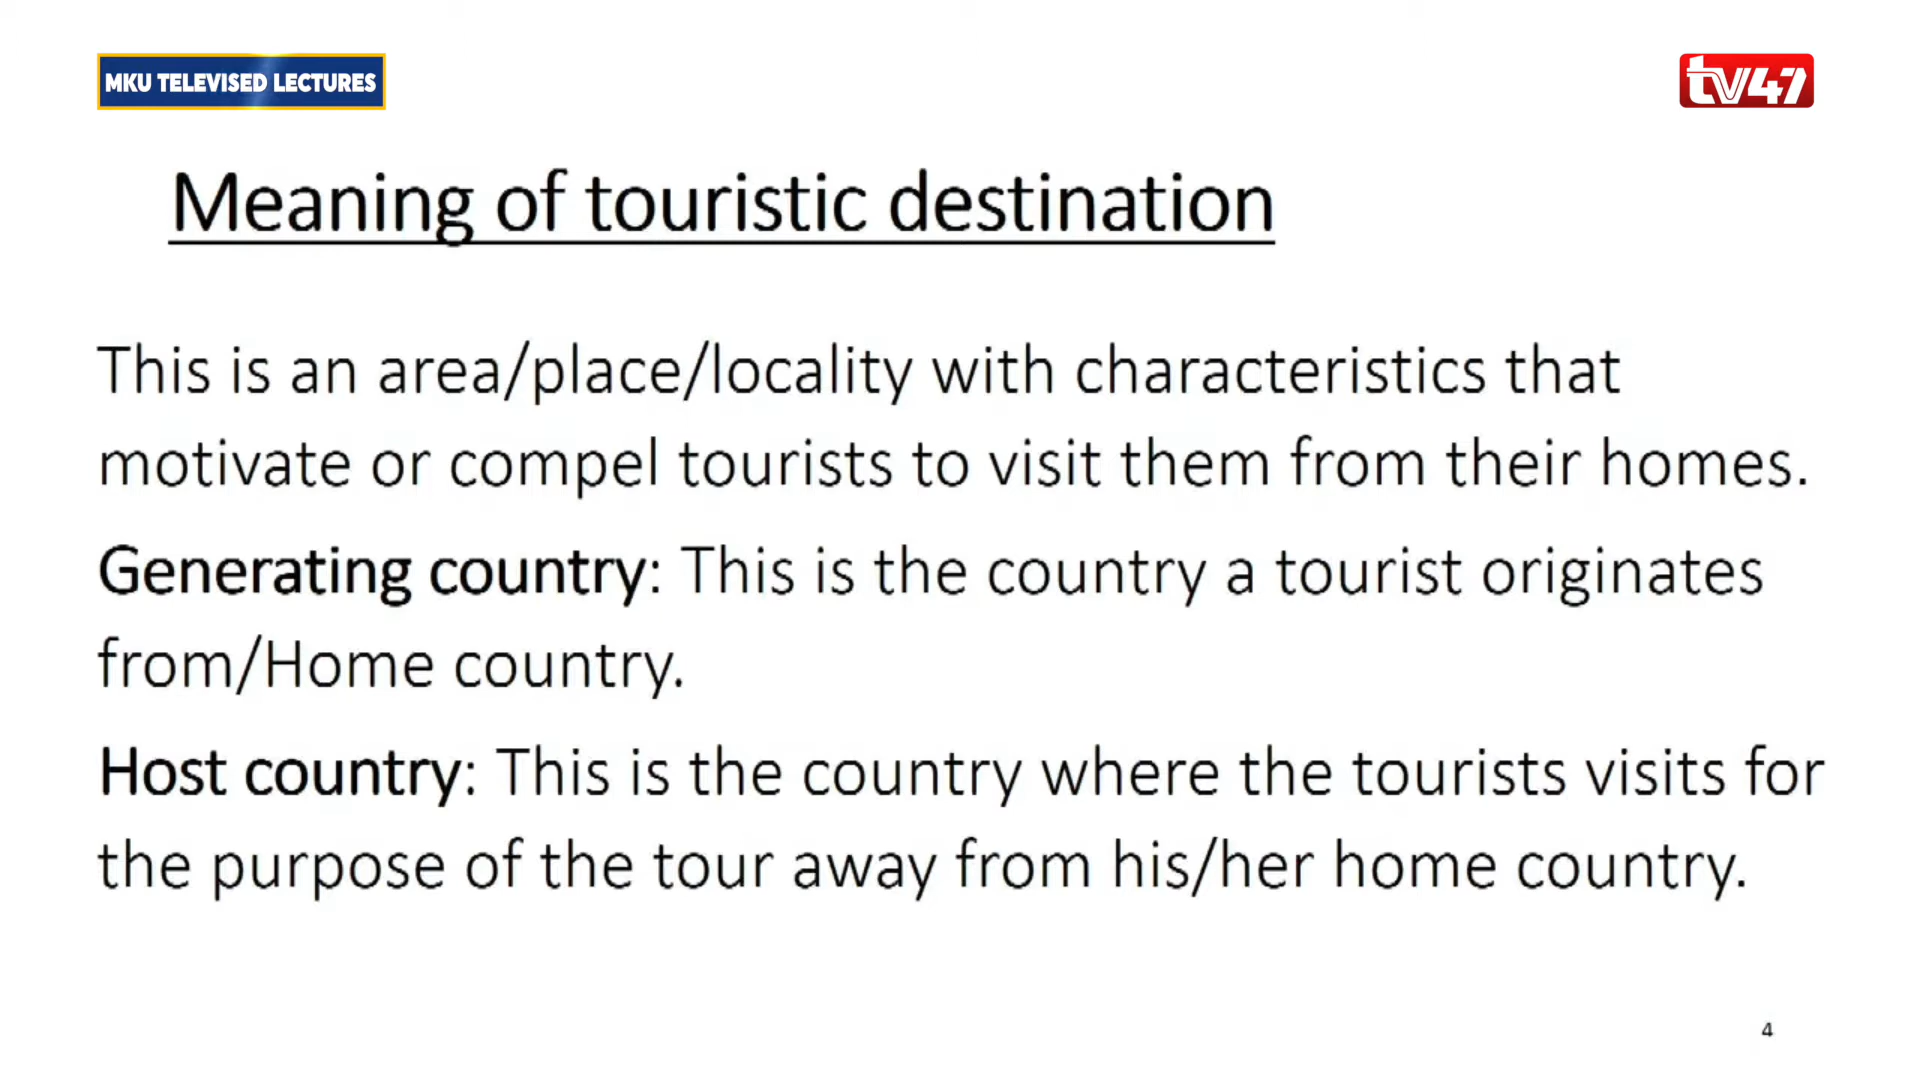 MKU TELEVISED LECTURES
tv47
Meaning of touristic destination
This is an area/place/locality with characteristics that
motivate or compel tourists to visit them from their homes.
Generating country: This is the country a tourist originates
from/Home country.
Host country: This is the country where the tourists visits for
the purpose of the tour away from his/her home country.
4